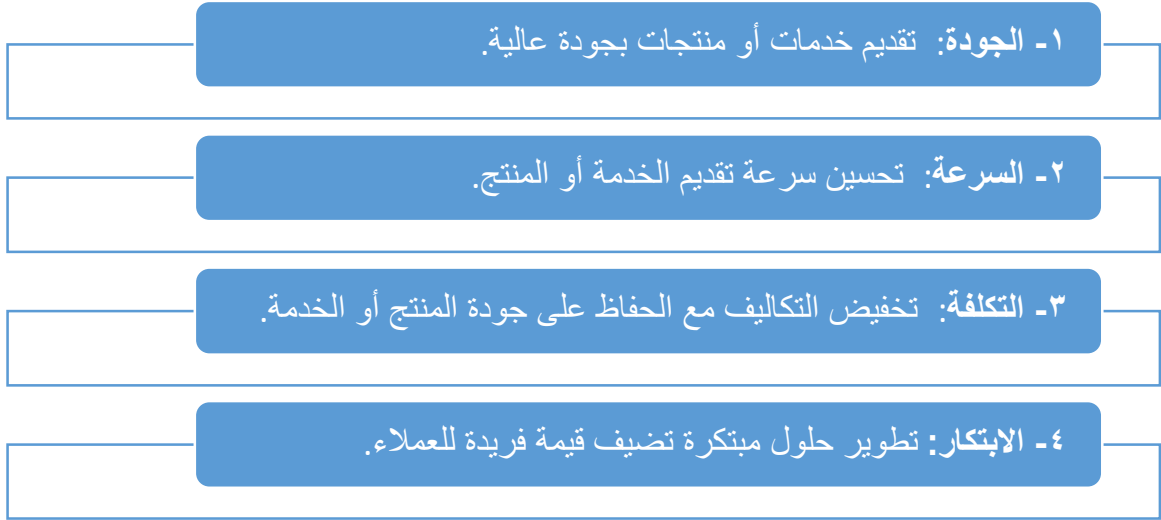 ١- الجودة: تقديم خدمات أو منتجات بجودة عالية.
٢- السرعة: تحسين سرعة تقديم الخدمة أو المنتج.
٣- التكلفة: تخفيض التكاليف مع الحفاظ على جودة المنتج أو الخدمة.
٤- الابتكار: تطوير حلول مبتكرة تضيف قيمة فريدة للعملاء.